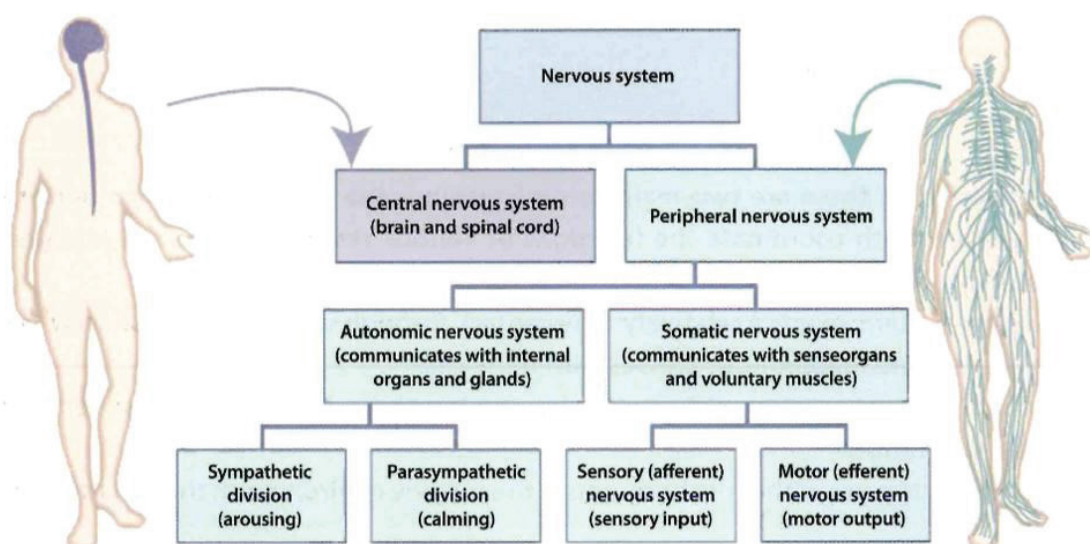 Nervous system
Central nervous system
(brain and spinal cord)
Peripheral nervous system
Autonomic nervous system
(communicates with internal
organs and glands)
Somatic nervous system
(communicates with senseorgans
and voluntary muscles)
Sympathetic
division
(arousing)
Parasympathetic
division
(calming)
Sensory (afferent)
nervous system
(sensory input)
Motor (efferent)
nervous system
(motor output)